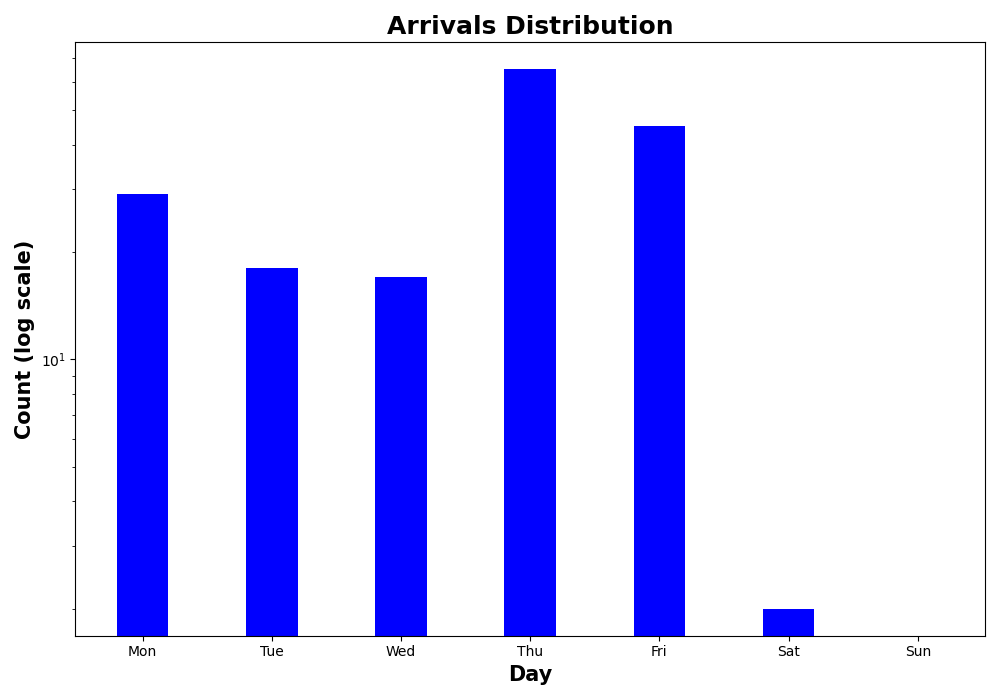 Arrivals Distribution
Count (log scale)
10¹
Mon Tue Wed Thu Fri Sat Sun
Day